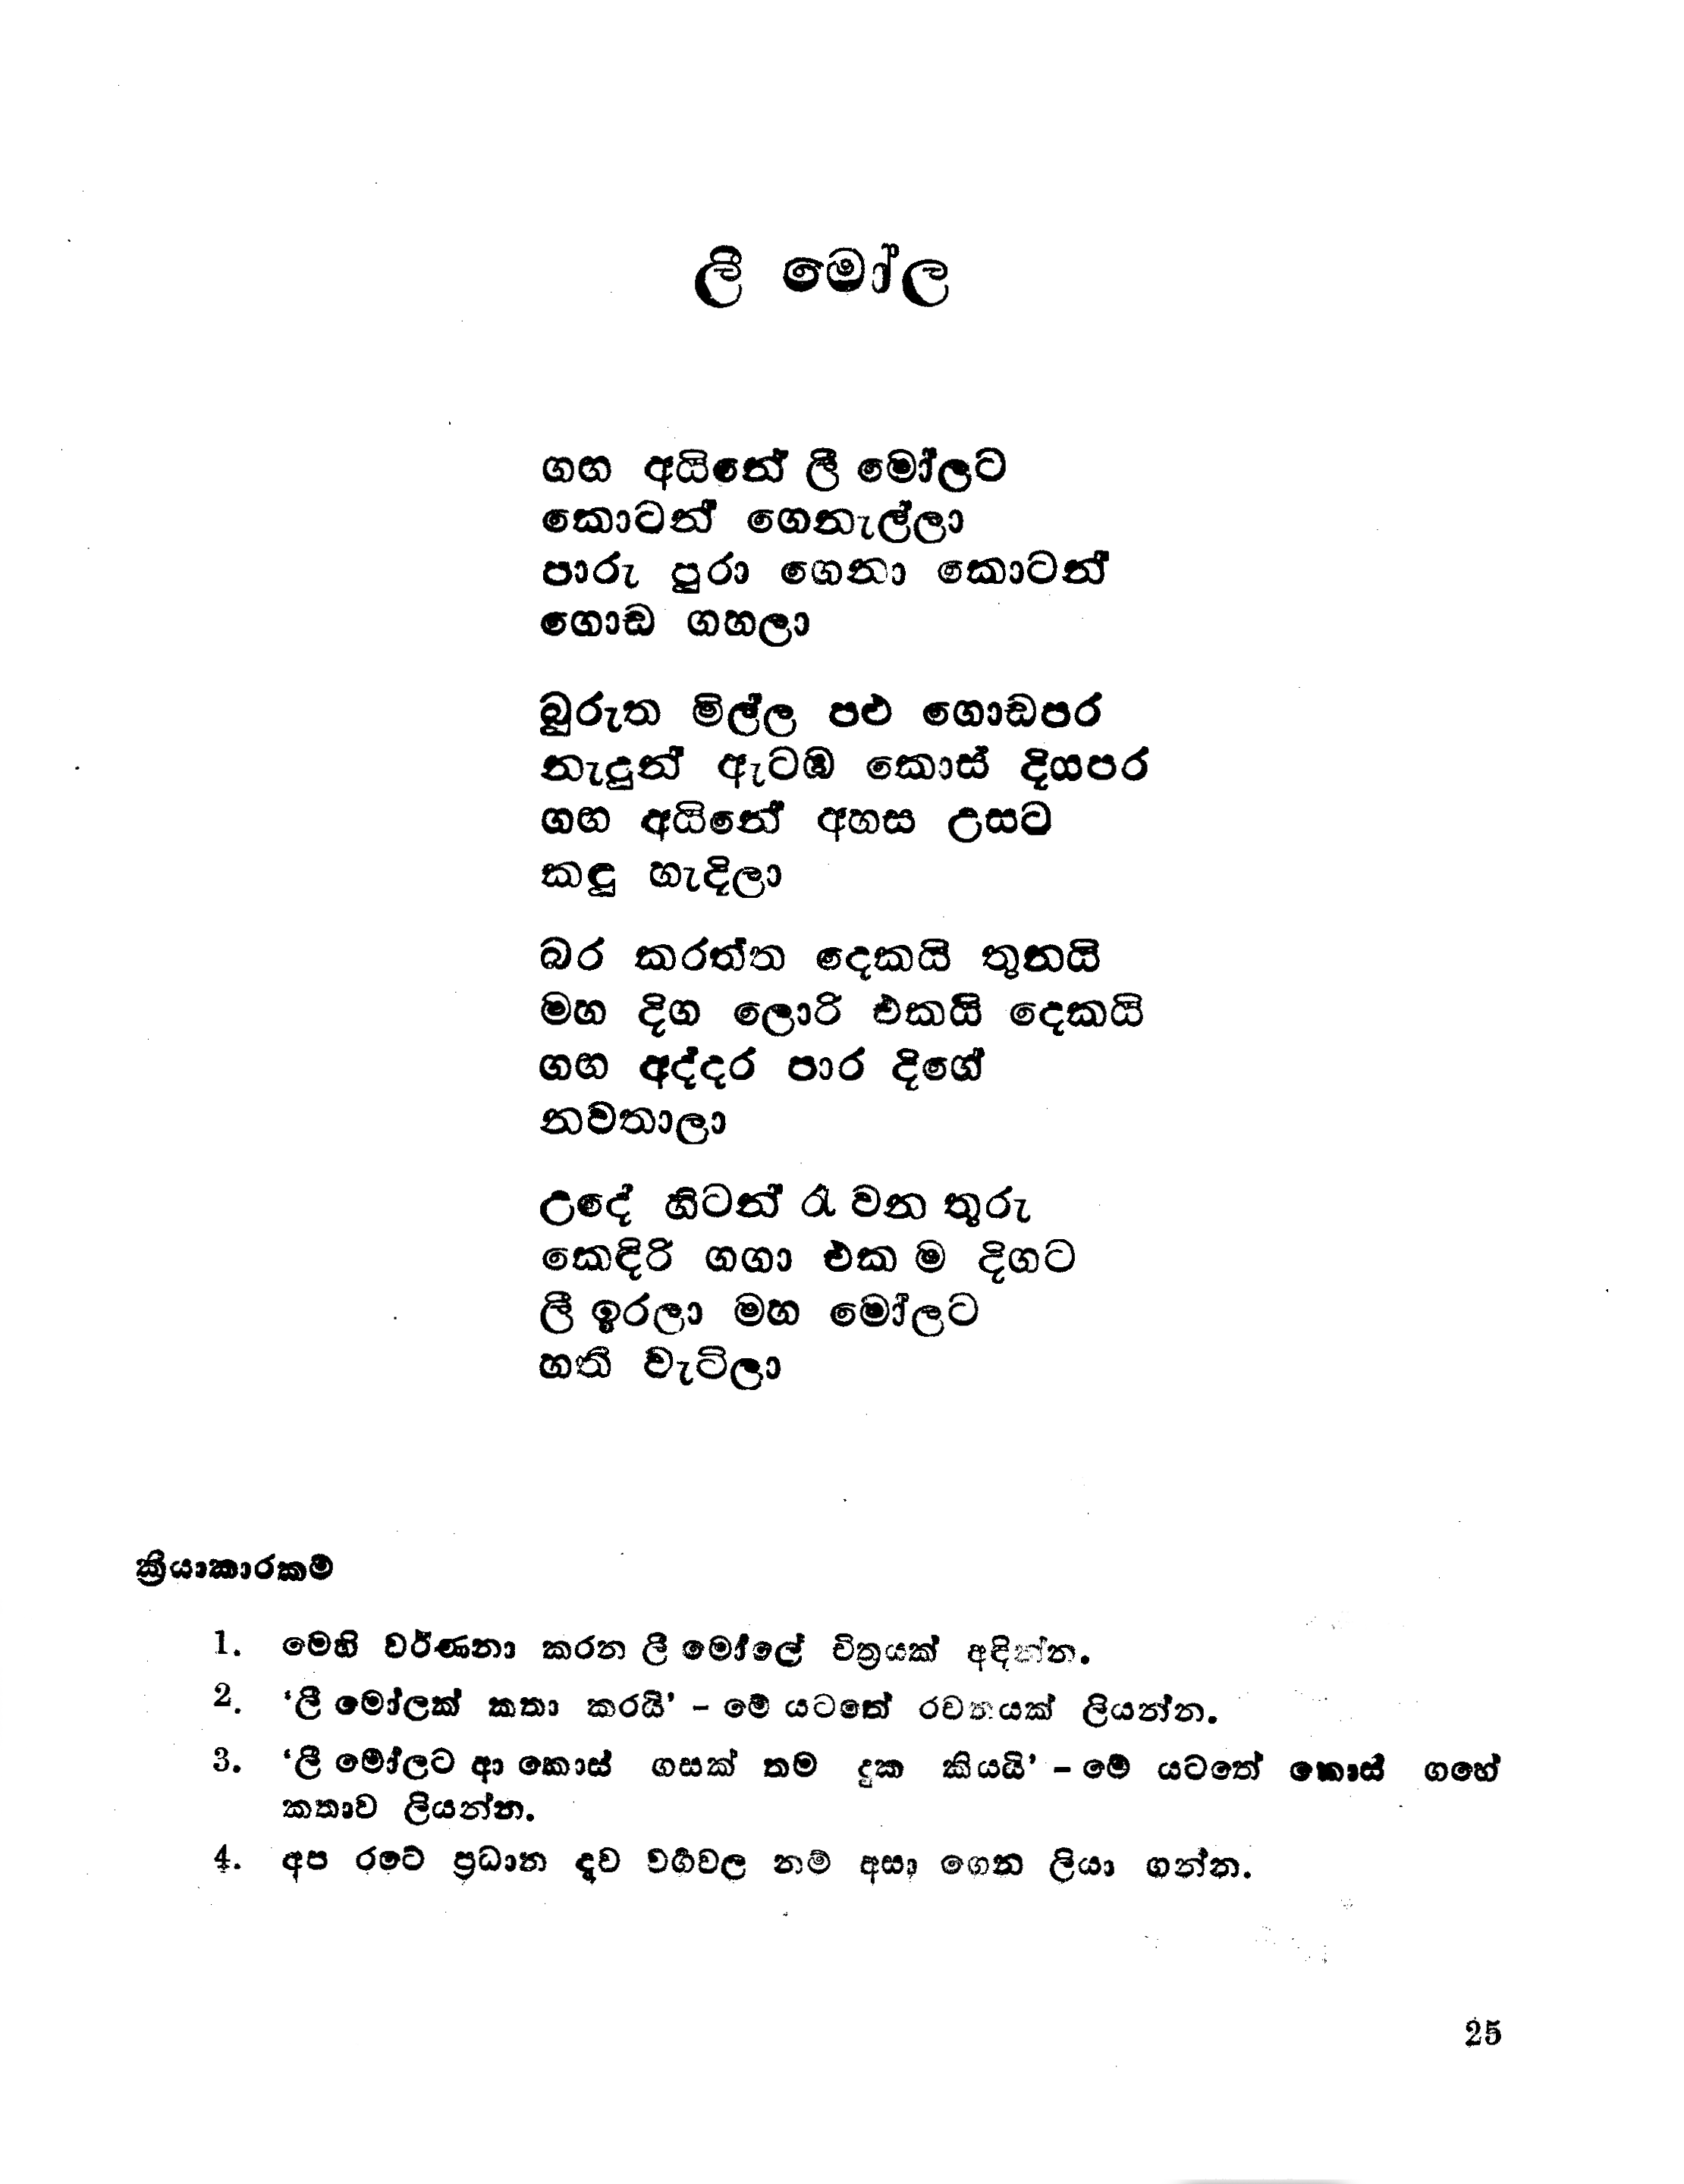 ලී මෝල
ගඟ අයිනේ ලී මෝලට
කොටන් ගෙනැල්ලා
පාරු පුරා ගෙනා කොටන්
ගොඩ ගහලා
බුරුත මිල්ල පළු ගොඩපර
නැදුන් ඇටඹ කොස් දියපර
ගඟ අයිනේ අහස උසට
කඳු හැදිලා
බර කරත්ත දෙකයි තුනයි
මහ දිග ලොරි එකයි දෙකයි
ගඟ අද්දර පාර දිගේ
නවතාලා
උදේ හිටන් රෑ වන තුරු
කෙඳිරි ගගා එක ම දිගට
ලී ඉරලා මහ මෝලට
හති වැටිලා
ක්‍රියාකාරකම්
1. මෙහි වර්ණනා කරන ලී මෝලේ චිත්‍රයක් අඳින්න.
2. ‘ලී මෝලක් කතා කරයි’ – මේ යටතේ රචනයක් ලියන්න.
3. ‘ලී මෝලට ආ කොස් ගසක් තම දුක කියයි’ – මේ යටතේ කොස් ගහේ
කතාව ලියන්න.
4. අප රටේ ප්‍රධාන දැව වර්ගවල නම් අසා ගෙන ලියා ගන්න.
25